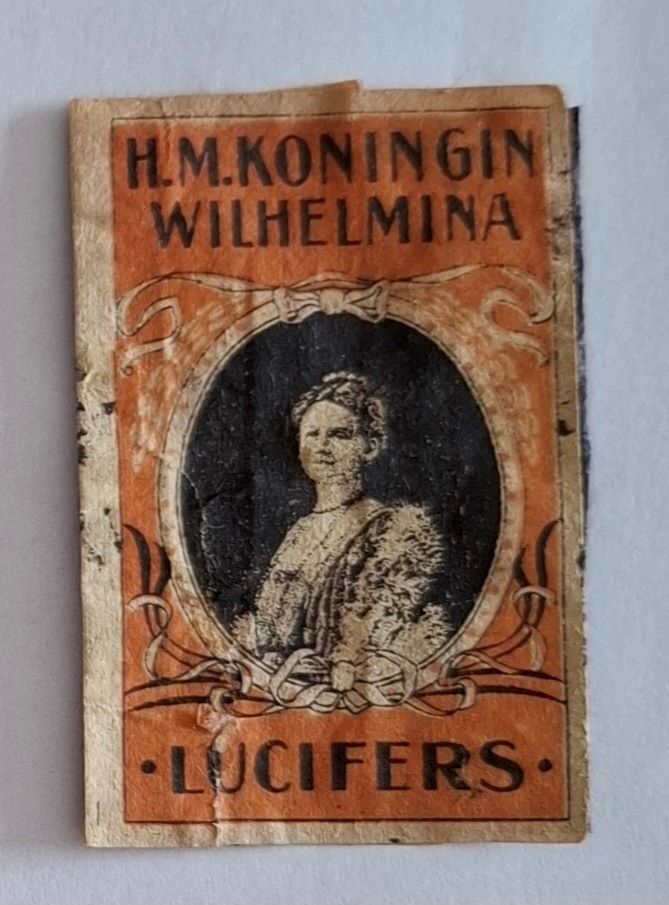 H.M. KONINGIN
WILHELMINA
· LUCIFERS ·